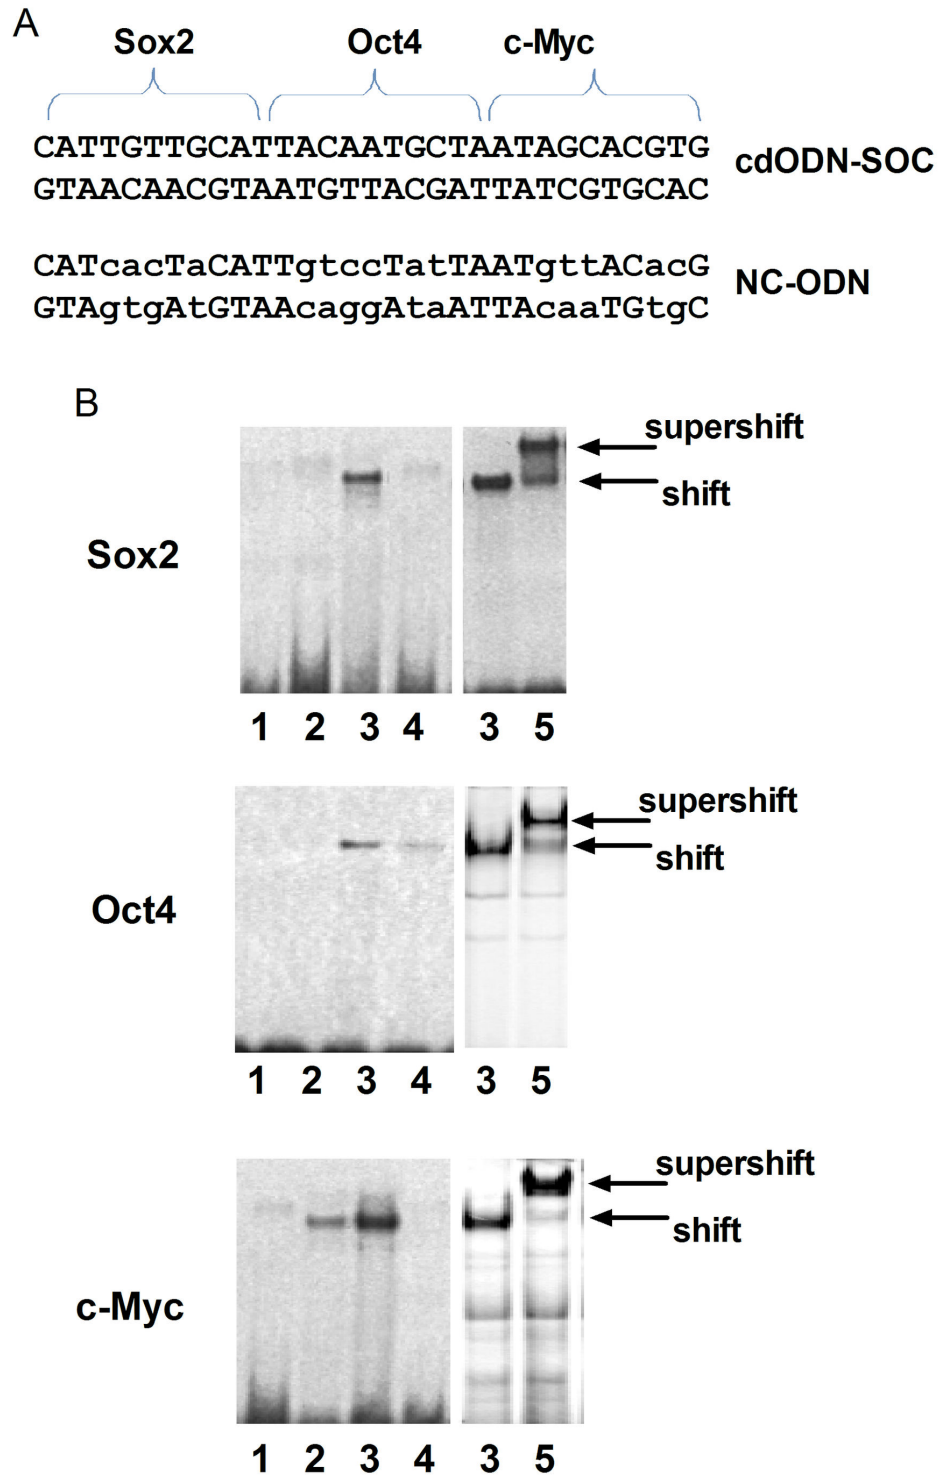 A
Sox2 Oct4 c-Myc
CATTGTTGCATTACAATGCTAATAGCACGTG
GTAACAACGTAATGTTACGATTATCGTGCAC
cdODN-SOC
CATcacTaCATTgtccTatTAATgttACacG
GTAgtgAtGTAAcaggAtaATTAcaaTGtgC
NC-ODN
B
supershift
shift
Sox2
1 2 3 4 3 5
supershift
shift
Oct4
1 2 3 4 3 5
supershift
shift
c-Myc
1 2 3 4 3 5